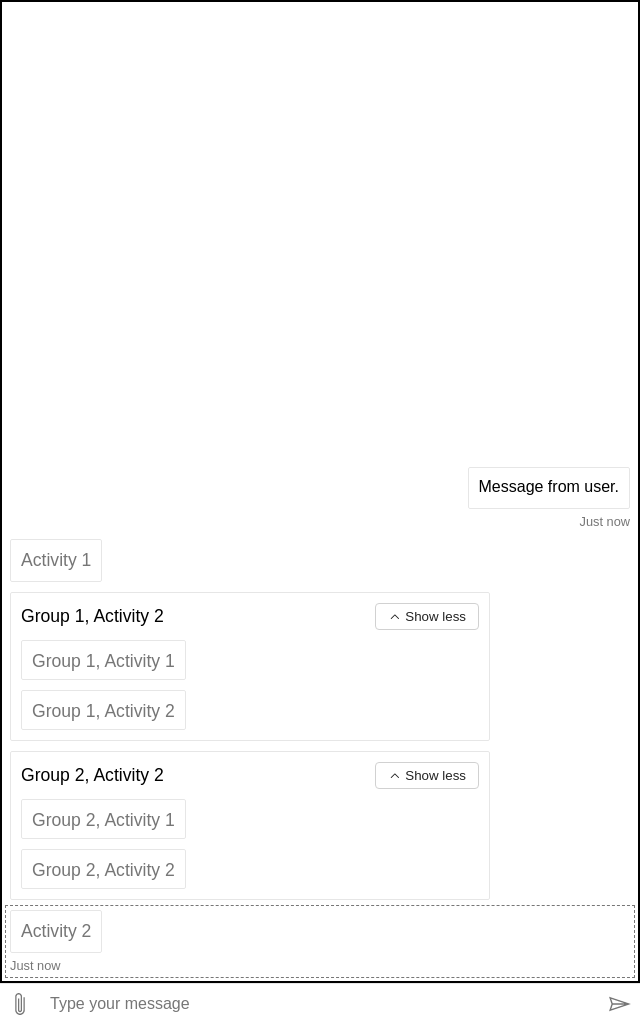 Message from user.
Just now
Activity 1
Group 1, Activity 2
Show less
Group 1, Activity 1
Group 1, Activity 2
Group 2, Activity 2
Show less
Group 2, Activity 1
Group 2, Activity 2
Activity 2
Just now
Type your message